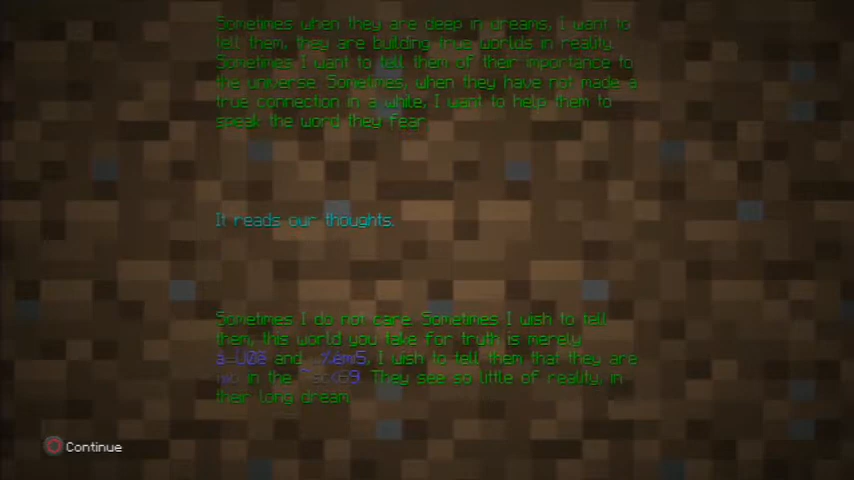 Sometimes when they are deep in dreams, I want to
tell them, they are building true worlds in reality.
Sometimes I want to tell them of their importance to
the universe. Sometimes, when they have not made a
true connection in a while, I want to help them to
speak the word they fear.
It reads our thoughts.
Sometimes I do not care. Sometimes I wish to tell
them, this world you take for truth is merely
and I wish to tell them that they are
in the They see so little of reality, in
their long dream.
Continue